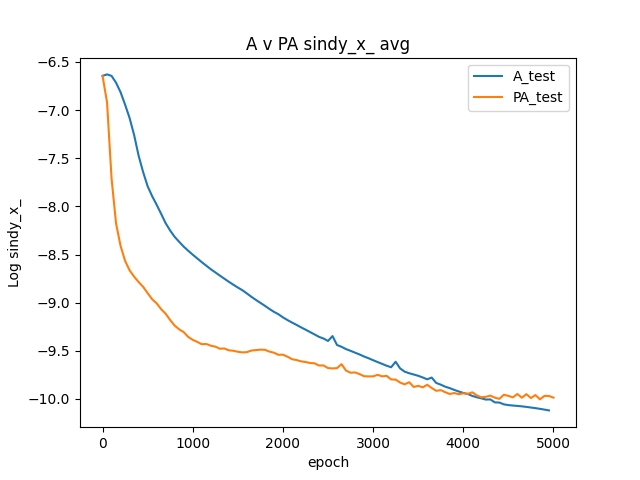 A v PA sindy_x_ avg
A_test
PA_test
Log sindy_x_
−6.5
−7.0
−7.5
−8.0
−8.5
−9.0
−9.5
−10.0
0
1000
2000
3000
4000
5000
epoch